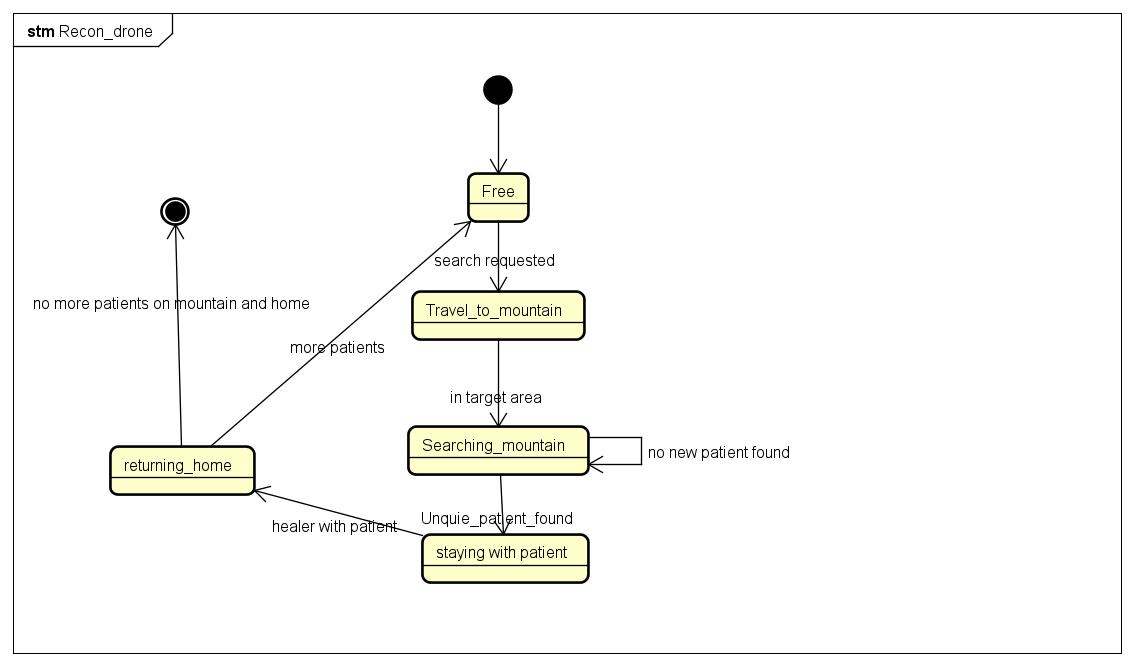 stm Recon_drone
Free
search requested
no more patients on mountain and home
Travel_to_mountain
more patients
in target area
Searching_mountain
no new patient found
returning_home
Unquie_patient_found
healer with patient
staying with patient